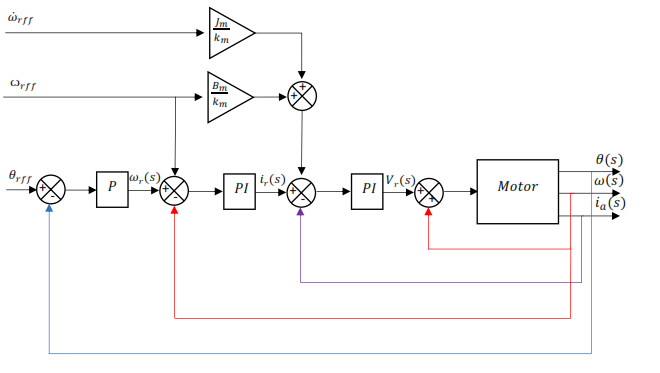 ω̇rff
Jm
km
+
ωrff
Bm
km
+
θrff
+
-
P
ωr(s)
+
-
PI
ir(s)
+
-
PI
Vr(s)
+
+
Motor
θ(s)
ω(s)
ia(s)